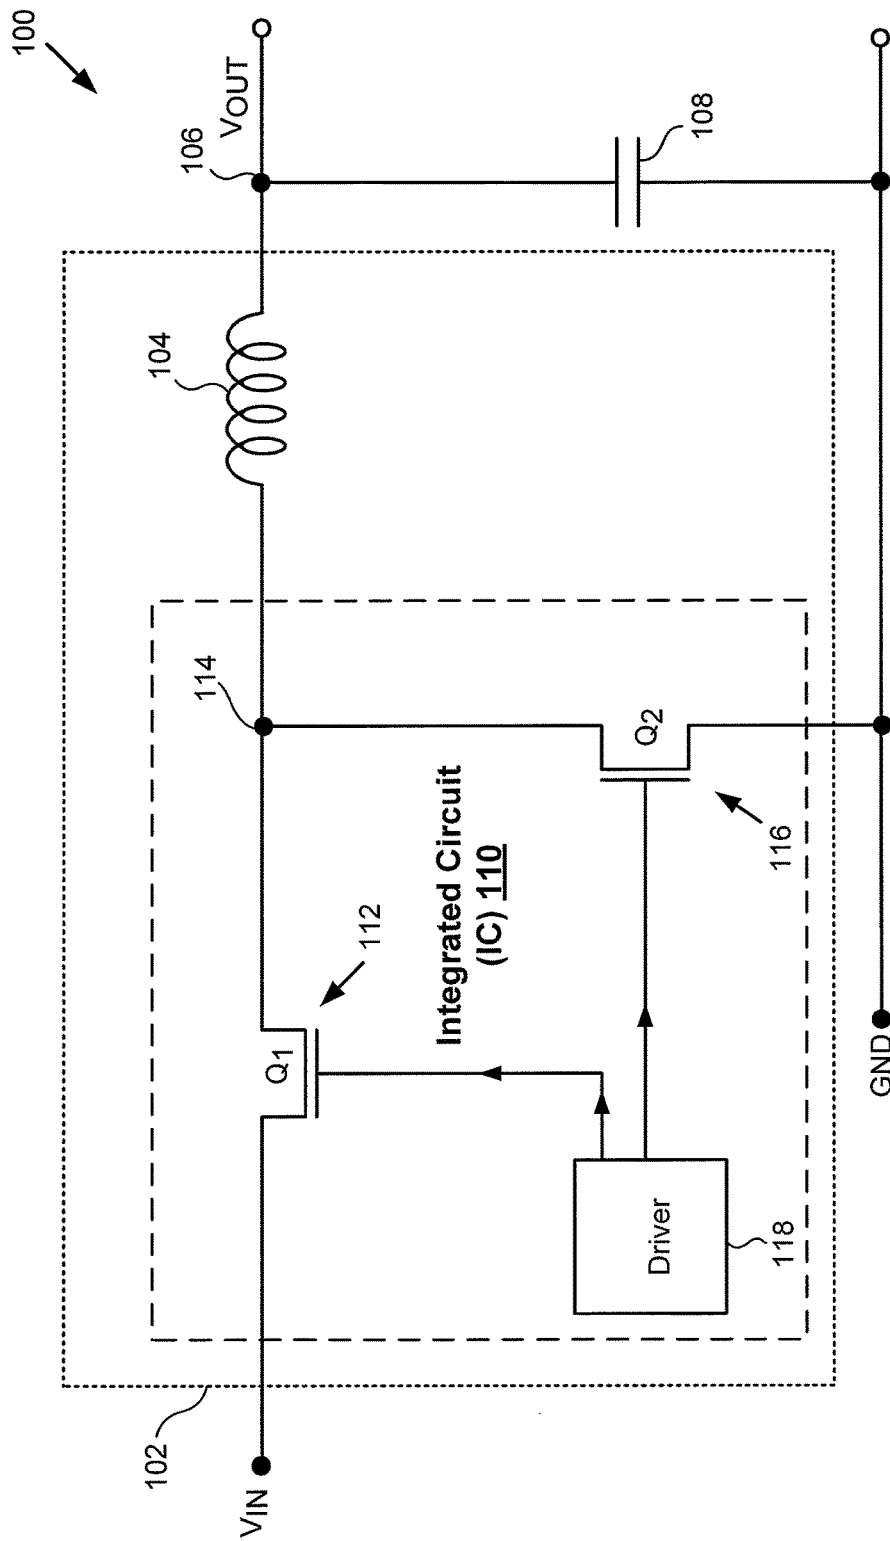 100
102
104
106
VOUT
108
114
VIN
Q1
112
Integrated Circuit
(IC) 110
Q2
116
Driver
118
GND